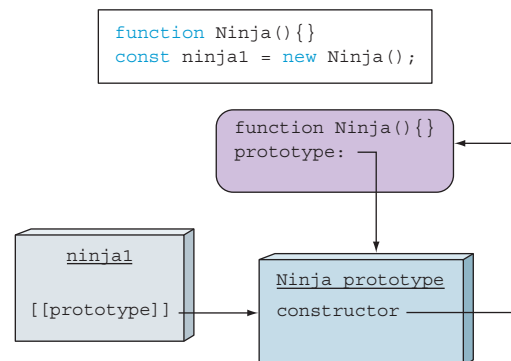 function Ninja(){}
const ninja1 = new Ninja();
function Ninja(){}
prototype:
ninja1
[[prototype]]
Ninja prototype
constructor